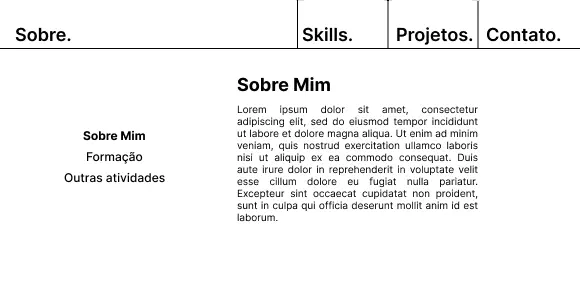 Sobre.
Skills.
Projetos.
Contato.
Sobre Mim
Formação
Outras atividades
Sobre Mim
Lorem ipsum dolor sit amet, consectetur
adipiscing elit, sed do eiusmod tempor incididunt
ut labore et dolore magna aliqua. Ut enim ad minim
veniam, quis nostrud exercitation ullamco laboris
nisi ut aliquip ex ea commodo consequat. Duis
aute irure dolor in reprehenderit in voluptate velit
esse cillum dolore eu fugiat nulla pariatur.
Excepteur sint occaecat cupidatat non proident,
sunt in culpa qui officia deserunt mollit anim id est
laborum.